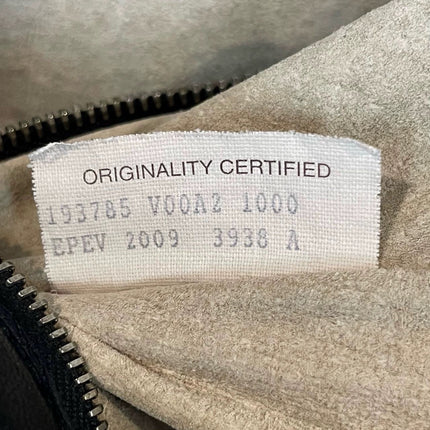 ORIGINALITY CERTIFIED
193785 V00A2 1000
EPEV 2009 3938 A